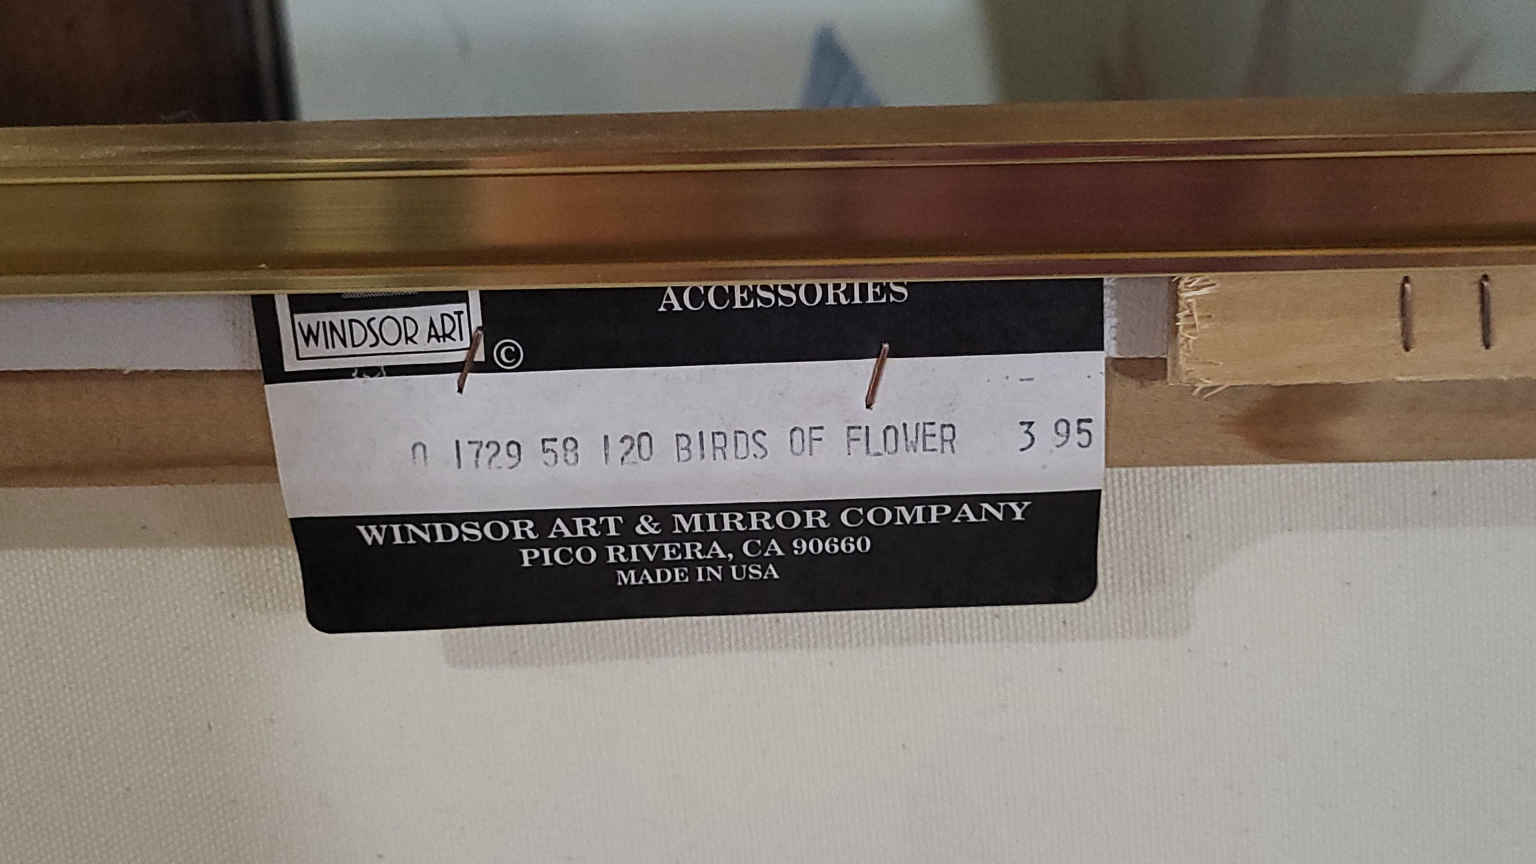 ACCESSORIES
WINDSOR ART
©
0 1729 58 120 BIRDS OF FLOWER 3 95
WINDSOR ART & MIRROR COMPANY
PICO RIVERA, CA 90660
MADE IN USA